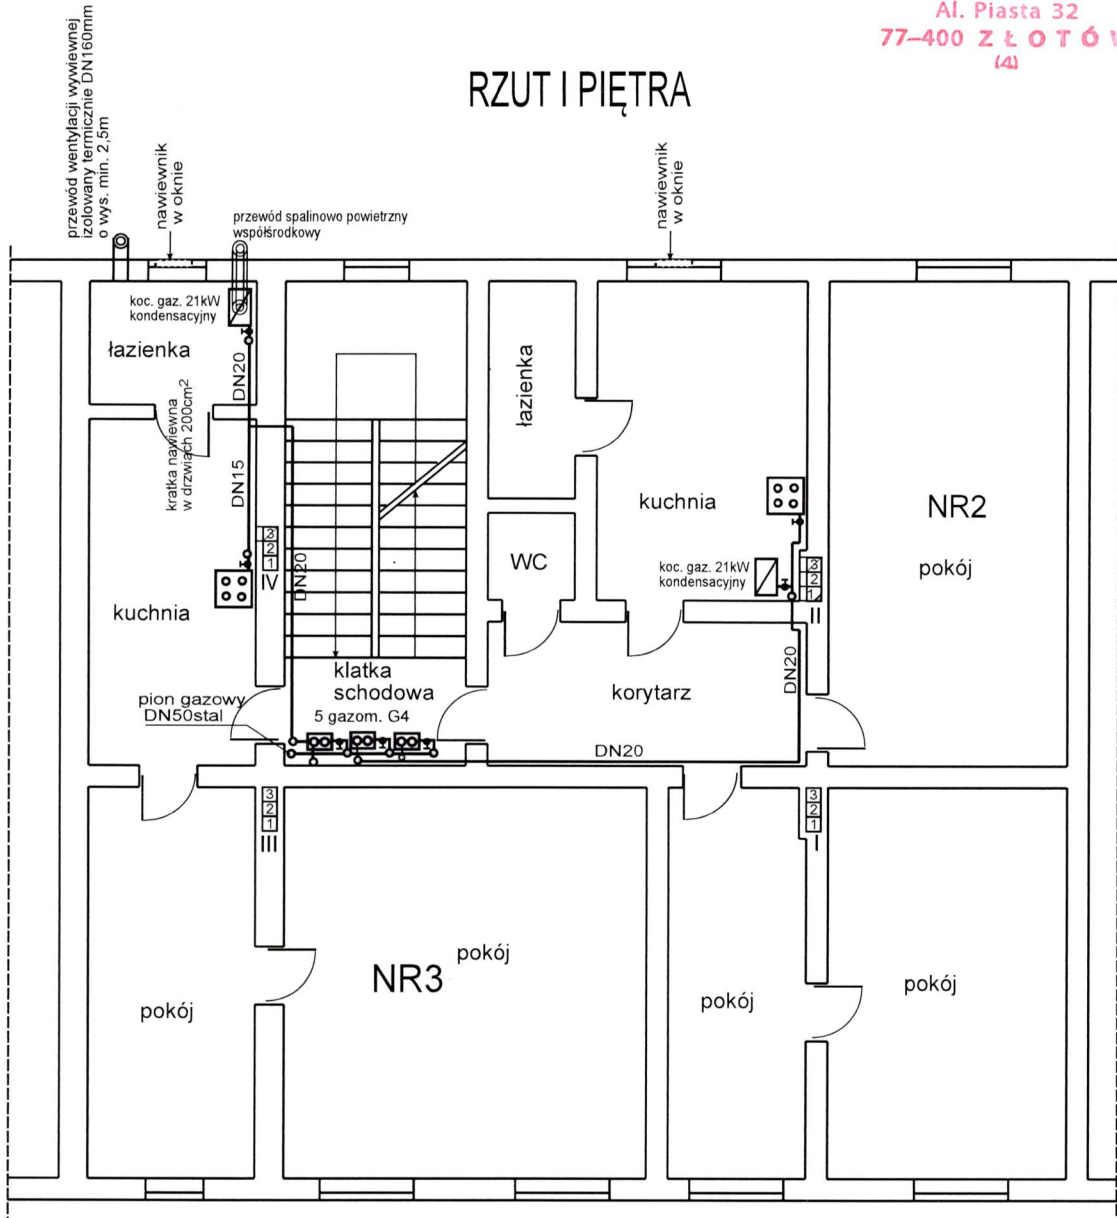 Al. Piasta 32
77–400 ZŁOTÓW
(4)
RZUT I PIĘTRA
przewód wentylacji wywiewnej
izolowany termicznie DN160mm
o wys. min. 2,5m
nawiewnik
w oknie
przewód spalinowo powietrzny
współśrodkowy
nawiewnik
w oknie
koc. gaz. 21kW
kondensacyjny
łazienka
DN20
kratka nawiewna
w drzwiach 200cm²
DN15
kuchnia
3
2
1
IV
DN20
łazienka
WC
kuchnia
koc. gaz. 21kW
kondensacyjny
3
2
1
II
NR2
pokój
klatka
schodowa
pion gazowy
DN50stal
5 gazom. G4
korytarz
DN20
DN20
3
2
1
III
3
2
1
I
NR3
pokój
pokój
pokój
pokój